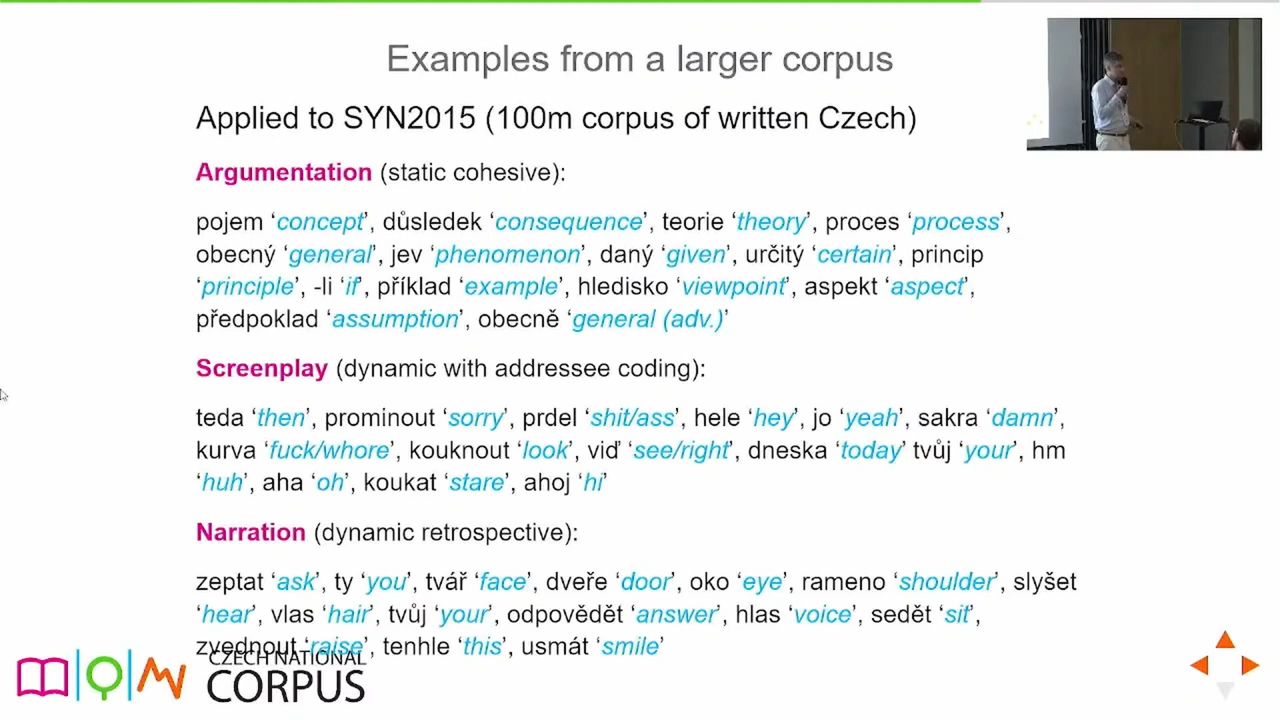 Examples from a larger corpus
Applied to SYN2015 (100m corpus of written Czech)
Argumentation (static cohesive):
pojem ‘concept’, důsledek ‘consequence’, teorie ‘theory’, proces ‘process’,
obecný ‘general’, jev ‘phenomenon’, daný ‘given’, určitý ‘certain’, princip
‘principle’, -li ‘if’, příklad ‘example’, hledisko ‘viewpoint’, aspekt ‘aspect’,
předpoklad ‘assumption’, obecně ‘general (adv.)’
Screenplay (dynamic with addressee coding):
teda ‘then’, prominout ‘sorry’, prdel ‘shit/ass’, hele ‘hey’, jo ‘yeah’, sakra ‘damn’,
kurva ‘fuck/whore’, kouknout ‘look’, viď ‘see/right’, dneska ‘today’ tvůj ‘your’, hm
‘huh’, aha ‘oh’, koukat ‘stare’, ahoj ‘hi’
Narration (dynamic retrospective):
zeptat ‘ask’, ty ‘you’, tvář ‘face’, dveře ‘door’, oko ‘eye’, rameno ‘shoulder’, slyšet
‘hear’, vlas ‘hair’, tvůj ‘your’, odpovědět ‘answer’, hlas ‘voice’, sedět ‘sit’,
zvednout ‘raise’, tenhle ‘this’, usmát ‘smile’
CZECH NATIONAL
CORPUS